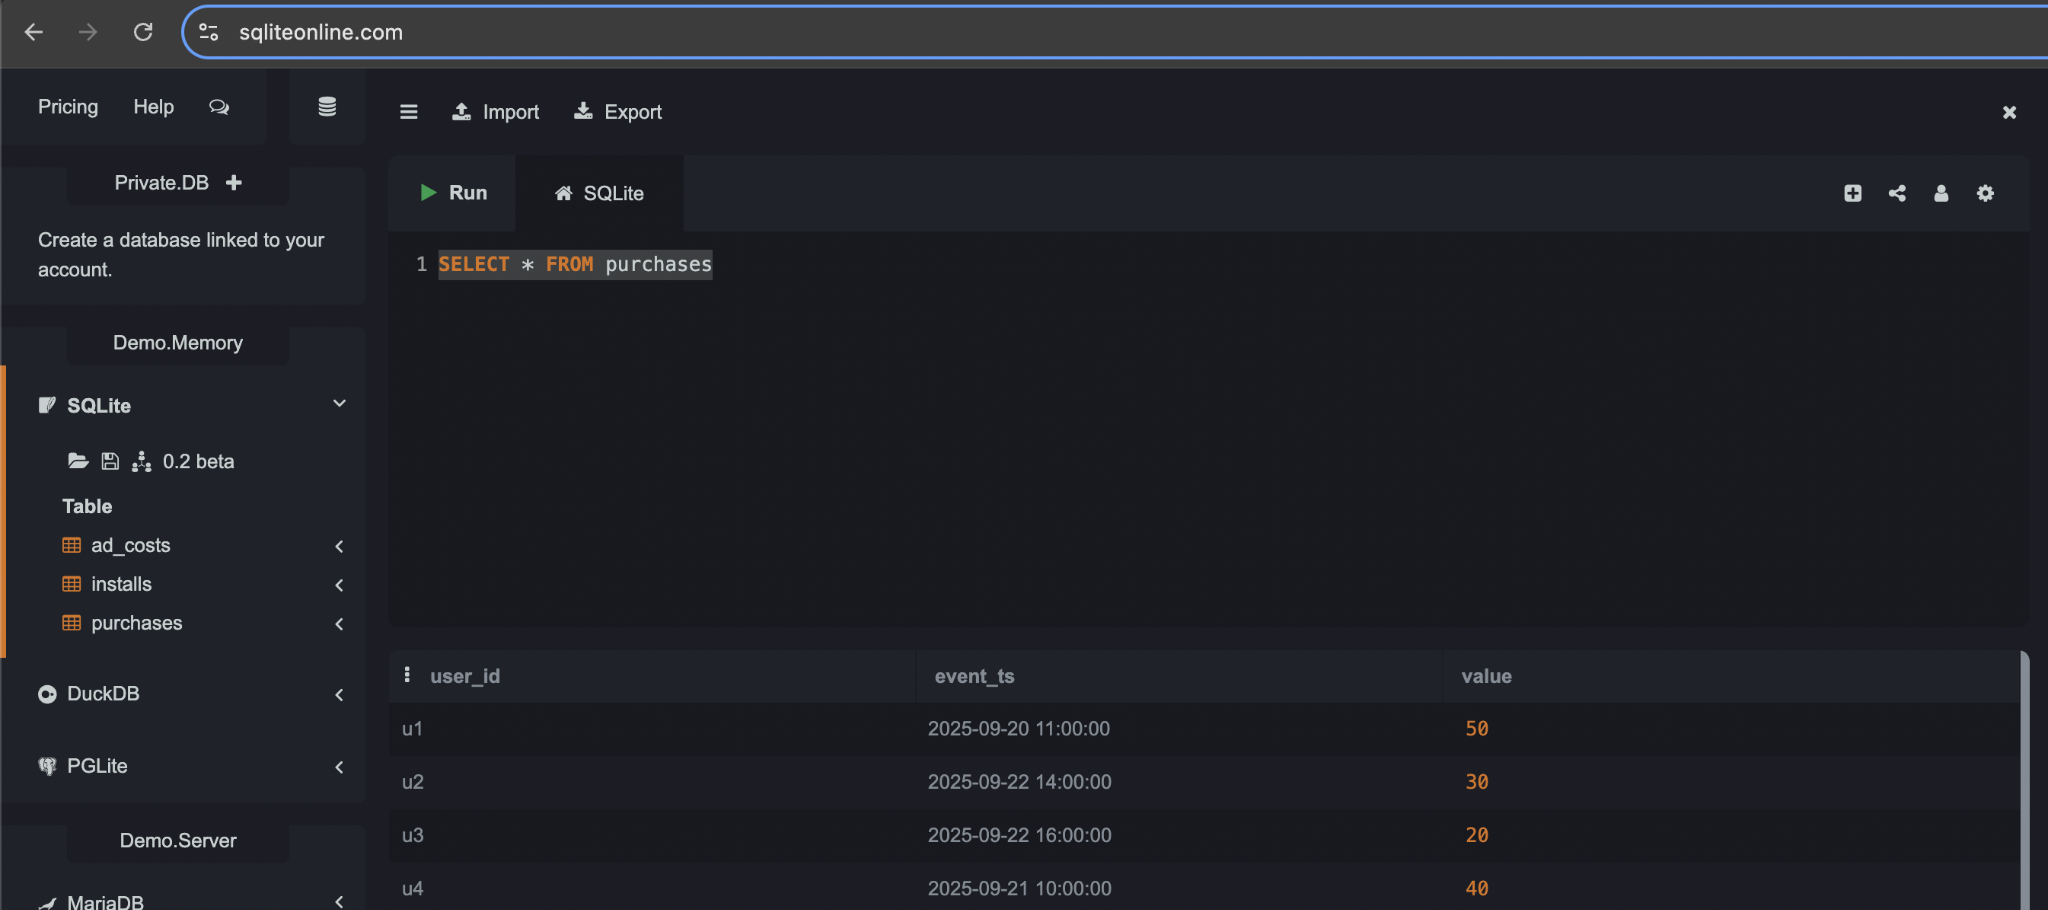 sqliteonline.com
Pricing Help
Import Export
Private.DB
Run SQLite
Create a database linked to your
account.
1 SELECT * FROM purchases
Demo.Memory
SQLite
0.2 beta
Table
ad_costs
installs
purchases
DuckDB
PGLite
Demo.Server
MariaDB
user_id event_ts value
u1 2025-09-20 11:00:00 50
u2 2025-09-22 14:00:00 30
u3 2025-09-22 16:00:00 20
u4 2025-09-21 10:00:00 40